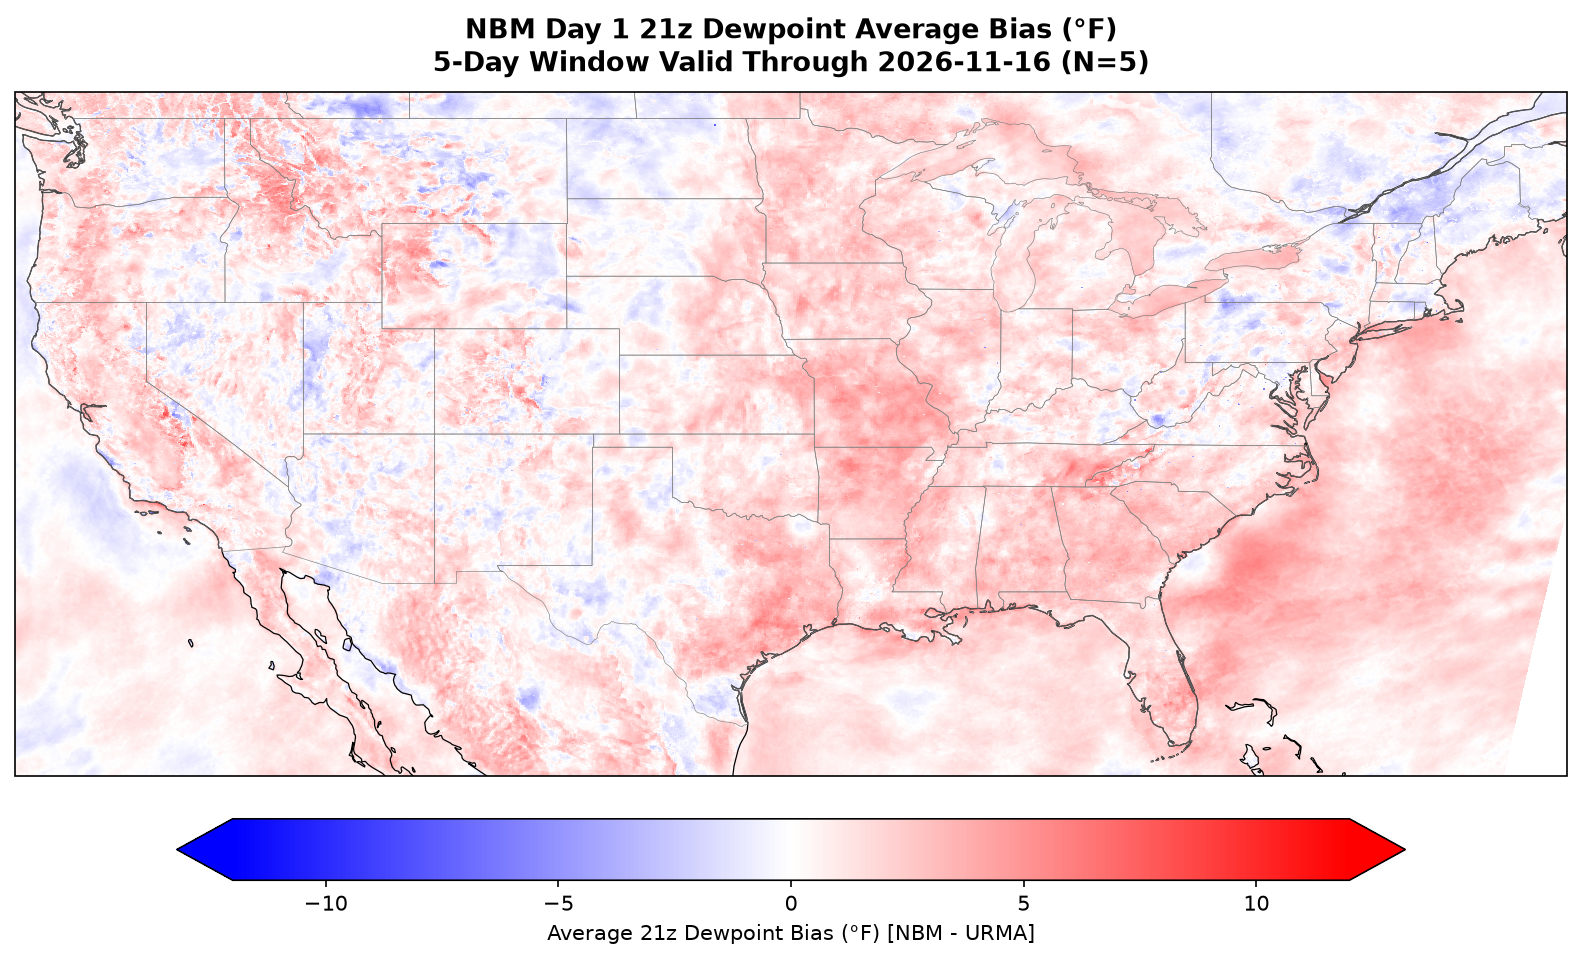 NBM Day 1 21z Dewpoint Average Bias (°F)
5-Day Window Valid Through 2026-11-16 (N=5)
−10 −5 0 5 10
Average 21z Dewpoint Bias (°F) [NBM - URMA]